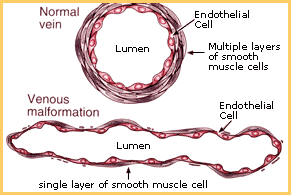 Normal
vein
Endothelial
Cell
Lumen
Multiple layers
of smooth
muscle cells
Venous
malformation
Endothelial
Cell
Lumen
single layer of smooth muscle cell